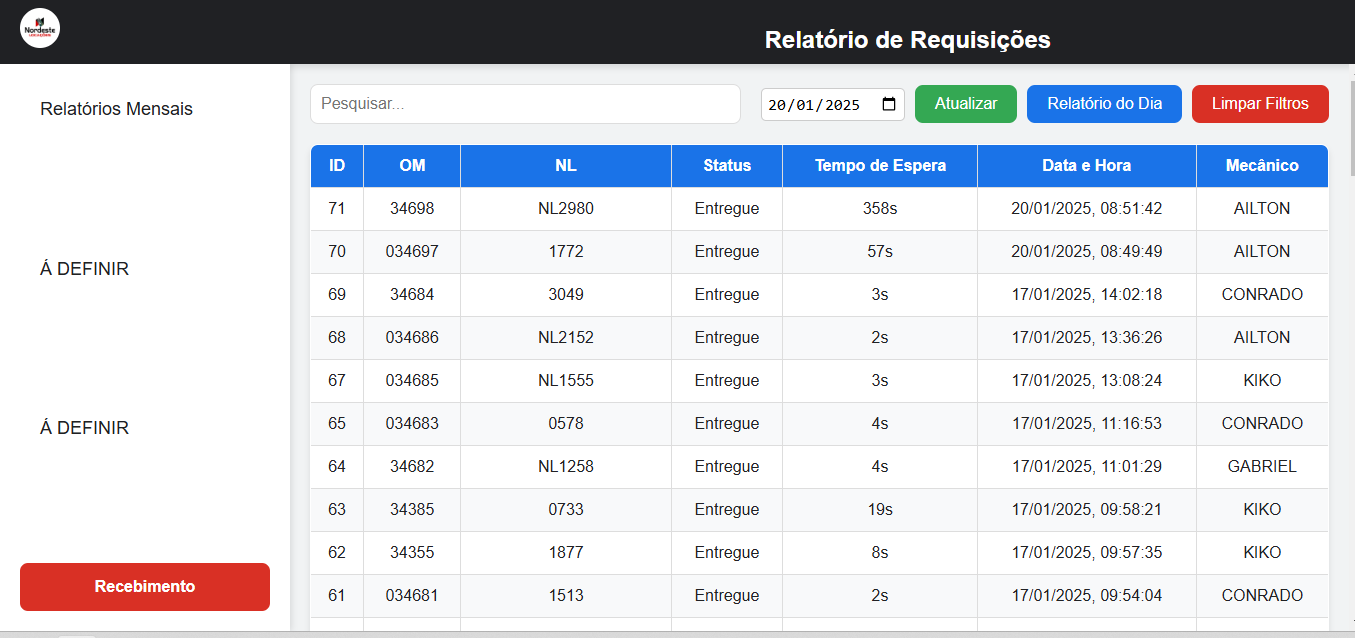 Nordeste
Relatório de Requisições
Relatórios Mensais
Á DEFINIR
Á DEFINIR
Recebimento
Pesquisar... 20/01/2025 Atualizar Relatório do Dia Limpar Filtros
ID OM NL Status Tempo de Espera Data e Hora Mecânico
71 34698 NL2980 Entregue 358s 20/01/2025, 08:51:42 AILTON
70 034697 1772 Entregue 57s 20/01/2025, 08:49:49 AILTON
69 34684 3049 Entregue 3s 17/01/2025, 14:02:18 CONRADO
68 034686 NL2152 Entregue 2s 17/01/2025, 13:36:26 AILTON
67 034685 NL1555 Entregue 3s 17/01/2025, 13:08:24 KIKO
65 034683 0578 Entregue 4s 17/01/2025, 11:16:53 CONRADO
64 34682 NL1258 Entregue 4s 17/01/2025, 11:01:29 GABRIEL
63 34385 0733 Entregue 19s 17/01/2025, 09:58:21 KIKO
62 34355 1877 Entregue 8s 17/01/2025, 09:57:35 KIKO
61 034681 1513 Entregue 2s 17/01/2025, 09:54:04 CONRADO